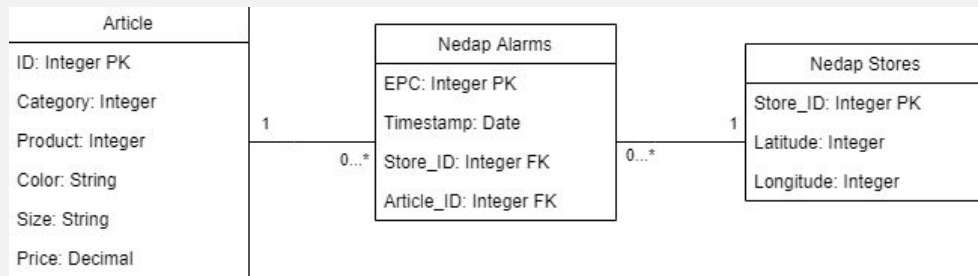 Article
ID: Integer PK
Category: Integer
Product: Integer
Color: String
Size: String
Price: Decimal
1
0...*
Nedap Alarms
EPC: Integer PK
Timestamp: Date
Store_ID: Integer FK
Article_ID: Integer FK
0...*
1
Nedap Stores
Store_ID: Integer PK
Latitude: Integer
Longitude: Integer